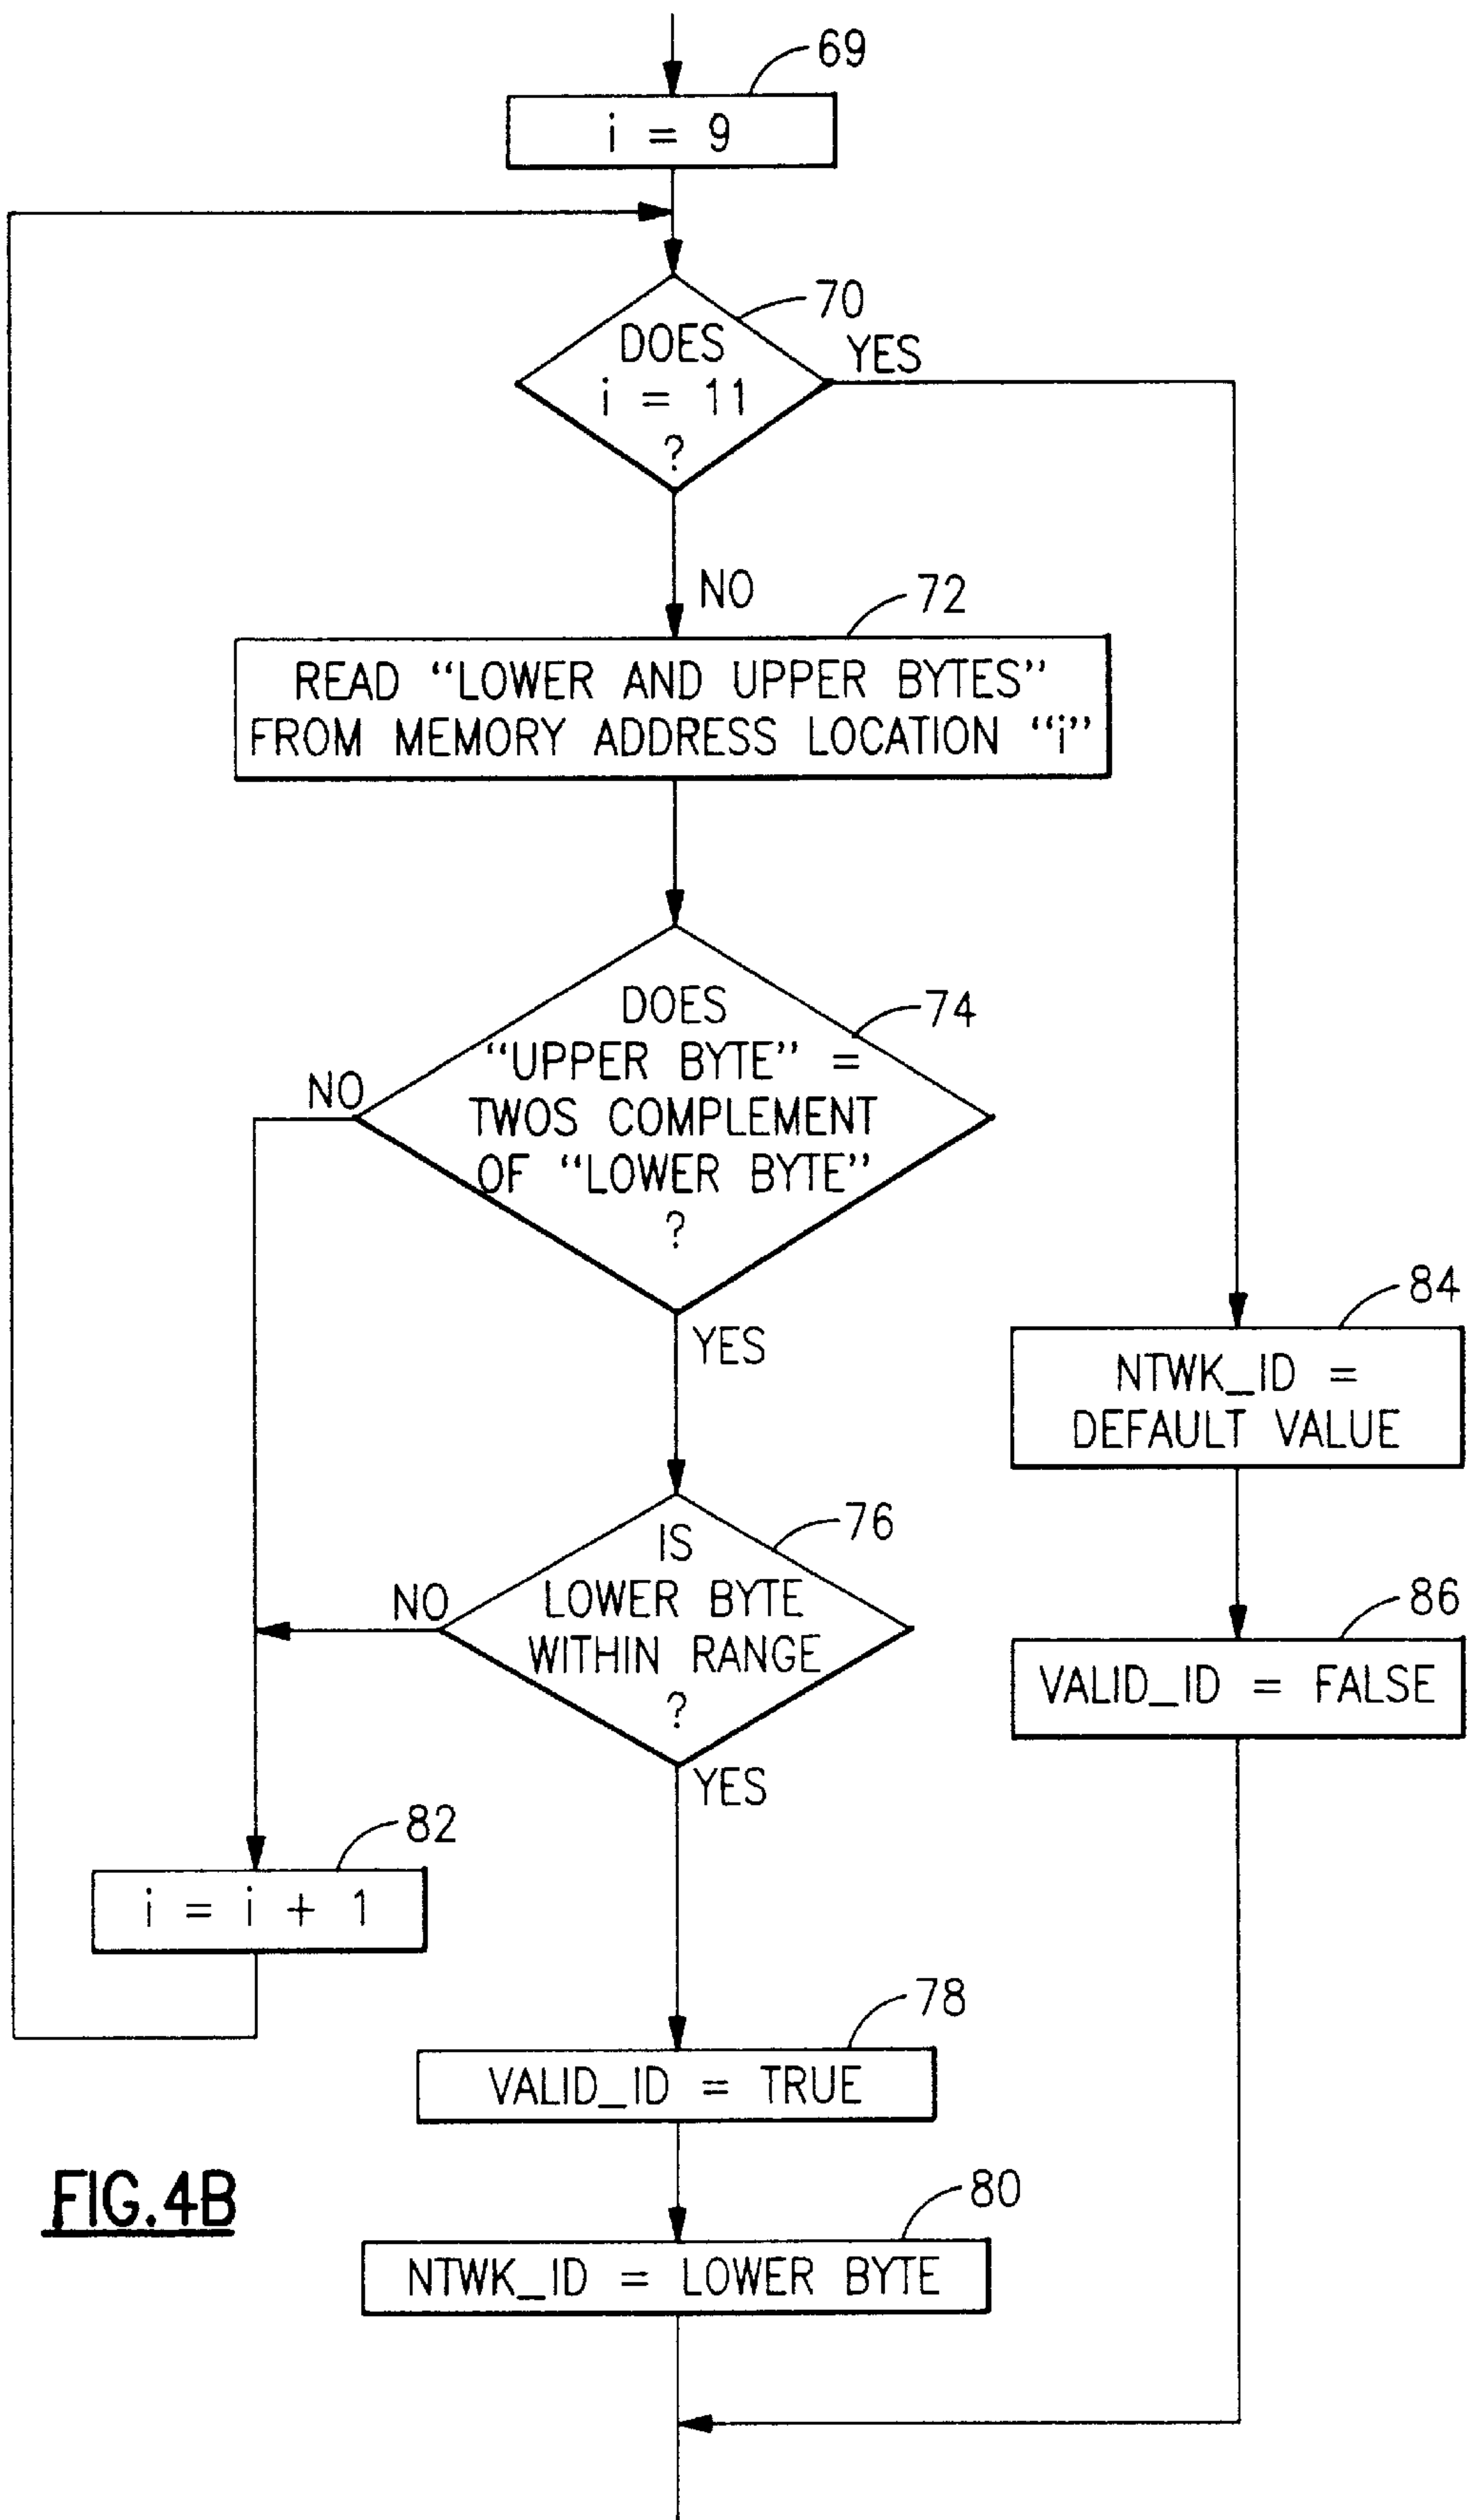 69
i = 9
70
DOES
i = 11
?
YES
NO
72
READ “LOWER AND UPPER BYTES”
FROM MEMORY ADDRESS LOCATION “i”
74
DOES
“UPPER BYTE” =
TWOS COMPLEMENT
OF “LOWER BYTE”
?
NO
YES
84
NTWK_ID =
DEFAULT VALUE
76
IS
LOWER BYTE
WITHIN RANGE
?
NO
YES
86
VALID_ID = FALSE
82
i = i + 1
78
VALID_ID = TRUE
80
NTWK_ID = LOWER BYTE
FIG.4B